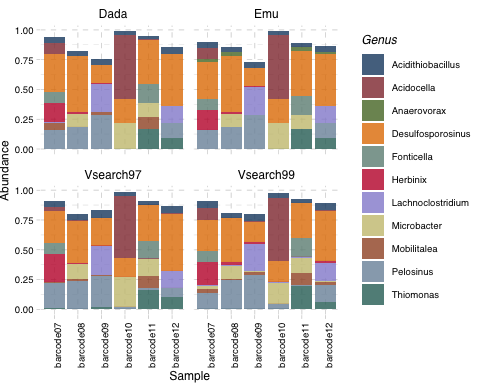 Dada
Emu
1.00
0.75
0.50
0.25
0.00
Vsearch97
Vsearch99
1.00
0.75
0.50
0.25
0.00
Abundance
barcode07
barcode08
barcode09
barcode10
barcode11
barcode12
barcode07
barcode08
barcode09
barcode10
barcode11
barcode12
Sample
Genus
Acidithiobacillus
Acidocella
Anaerovorax
Desulfosporosinus
Fonticella
Herbinix
Lachnoclostridium
Microbacter
Mobilitalea
Pelosinus
Thiomonas